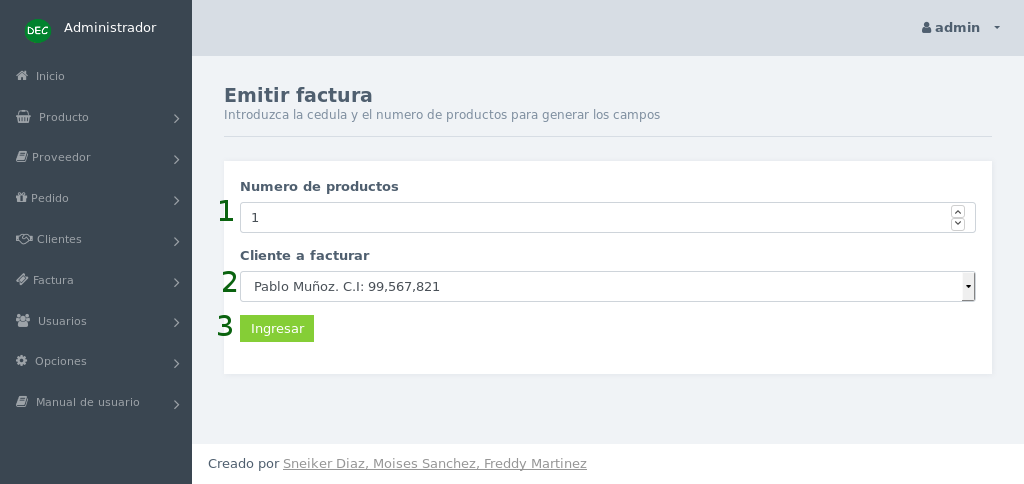 DEC Administrador
admin
Inicio
Producto
Proveedor
Pedido
Clientes
Factura
Usuarios
Opciones
Manual de usuario
Emitir factura
Introduzca la cedula y el numero de productos para generar los campos
Numero de productos
1 1
Cliente a facturar
2 Pablo Muñoz. C.I: 99,567,821
3 Ingresar
Creado por Sneiker Diaz, Moises Sanchez, Freddy Martinez